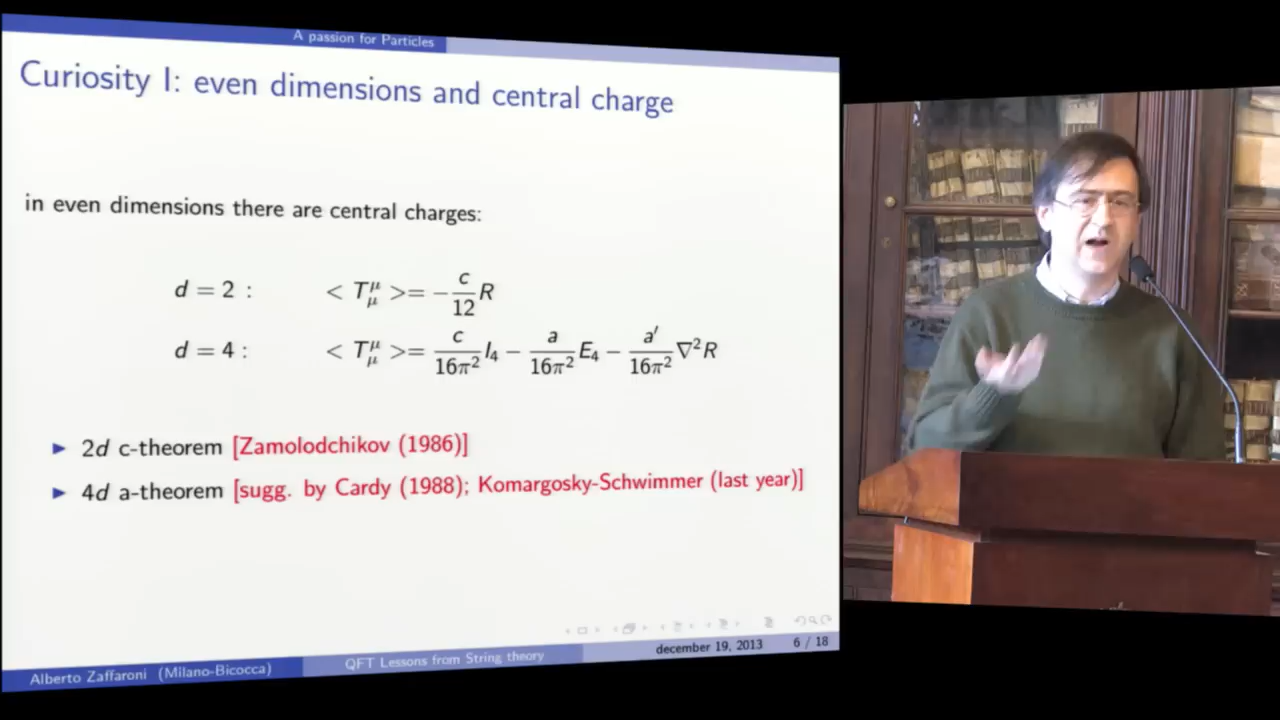 A passion for Particles
Curiosity I: even dimensions and central charge
in even dimensions there are central charges:
d = 2 : < T^μ_μ >= −c/12 R
d = 4 : < T^μ_μ >= c/16π² I₄ − a/16π² E₄ − a′/16π² ∇²R
▶ 2d c-theorem [Zamolodchikov (1986)]
▶ 4d a-theorem [sugg. by Cardy (1988); Komargosky-Schwimmer (last year)]
Alberto Zaffaroni (Milano-Bicocca) QFT Lessons from String theory december 19, 2013 6 / 18